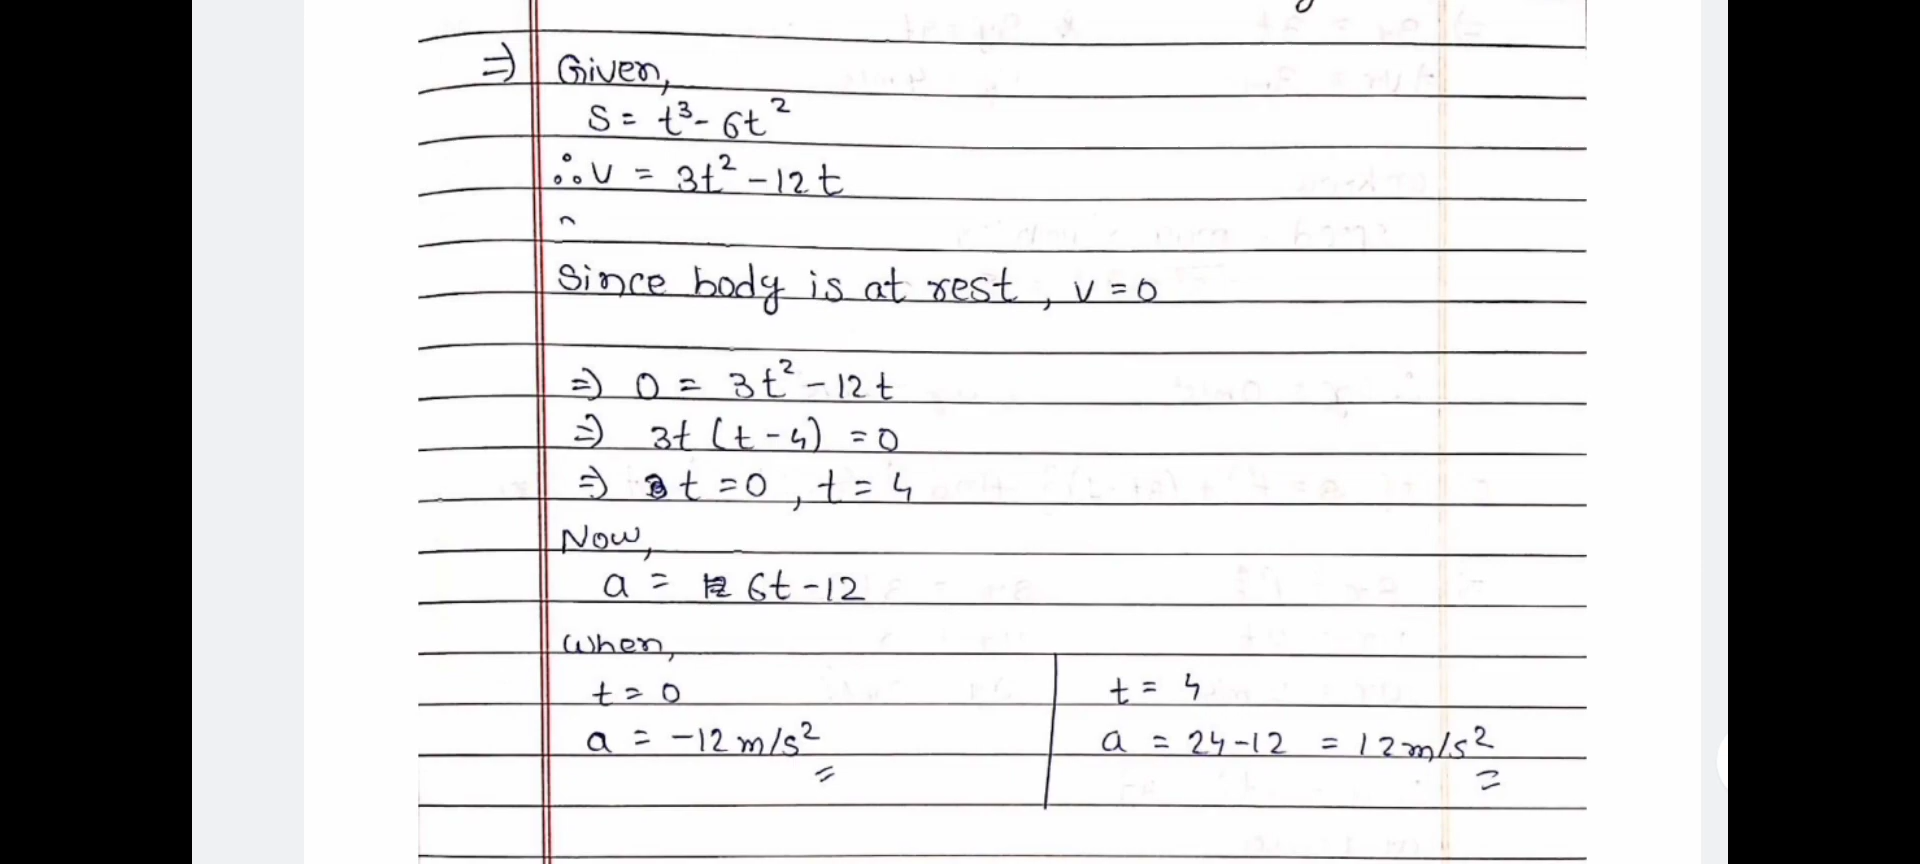 ⇒ Given,
S = t³ - 6t²
∴ v = 3t² - 12t
Since body is at rest, v = 0
⇒ 0 = 3t² - 12t
⇒ 3t (t - 4) = 0
⇒ t = 0, t = 4
Now,
a = 6t - 12
when,
t = 0
a = -12 m/s²
t = 4
a = 24 - 12 = 12 m/s²